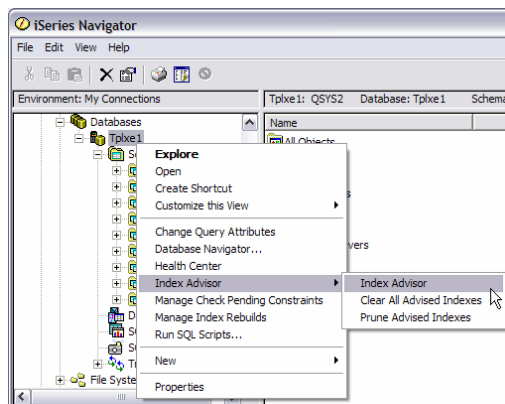 iSeries Navigator
File Edit View Help
Environment: My Connections
Tplxe1: QSYS2 Database: Tplxe1 Schema
Name
Databases
Tplxe1
All Objects
Explore
Open
Create Shortcut
Customize this View
Change Query Attributes
Database Navigator...
Health Center
Index Advisor
Manage Check Pending Constraints
Manage Index Rebuilds
Run SQL Scripts...
New
Properties
Index Advisor
Clear All Advised Indexes
Prune Advised Indexes
File Syste